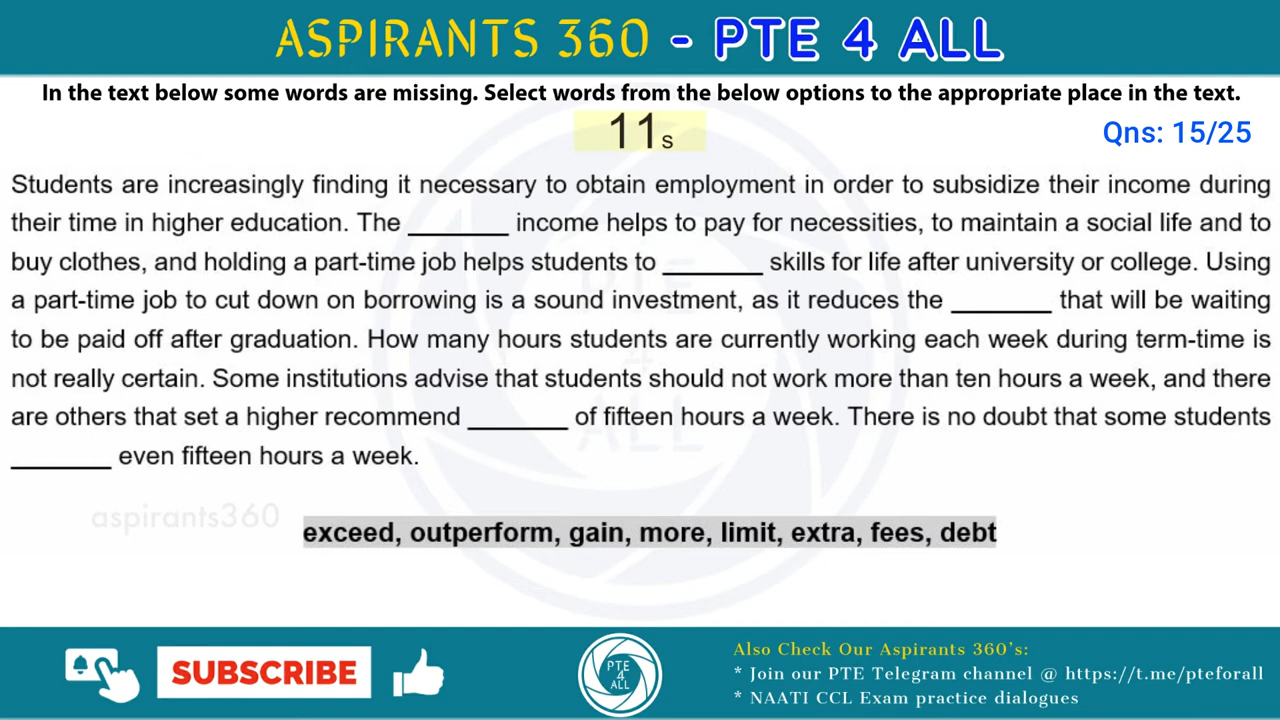 ASPIRANTS 360 - PTE 4 ALL
In the text below some words are missing. Select words from the below options to the appropriate place in the text.
11s
Qns: 15/25
Students are increasingly finding it necessary to obtain employment in order to subsidize their income during
their time in higher education. The _______ income helps to pay for necessities, to maintain a social life and to
buy clothes, and holding a part-time job helps students to _______ skills for life after university or college. Using
a part-time job to cut down on borrowing is a sound investment, as it reduces the _______ that will be waiting
to be paid off after graduation. How many hours students are currently working each week during term-time is
not really certain. Some institutions advise that students should not work more than ten hours a week, and there
are others that set a higher recommend _______ of fifteen hours a week. There is no doubt that some students
_______ even fifteen hours a week.
aspirants360
exceed, outperform, gain, more, limit, extra, fees, debt
PTE
4
ALL
SUBSCRIBE
PTE
4
ALL
Also Check Our Aspirants 360's:
* Join our PTE Telegram channel @ https://t.me/pteforall
* NAATI CCL Exam practice dialogues